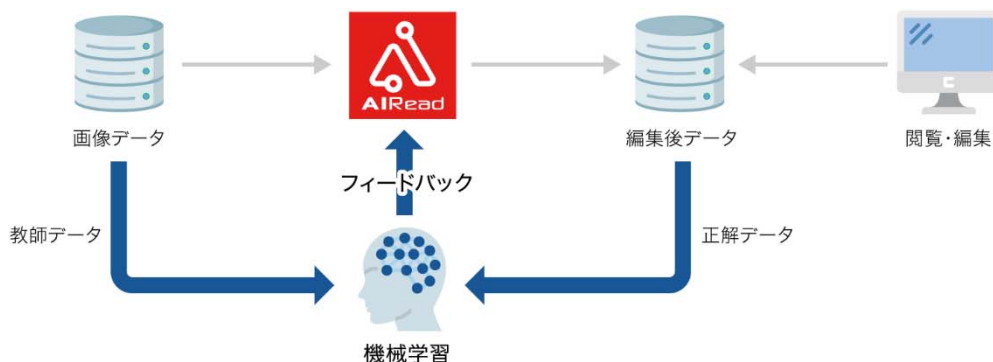 AIRead
画像データ
編集後データ
閲覧・編集
フィードバック
教師データ
正解データ
機械学習